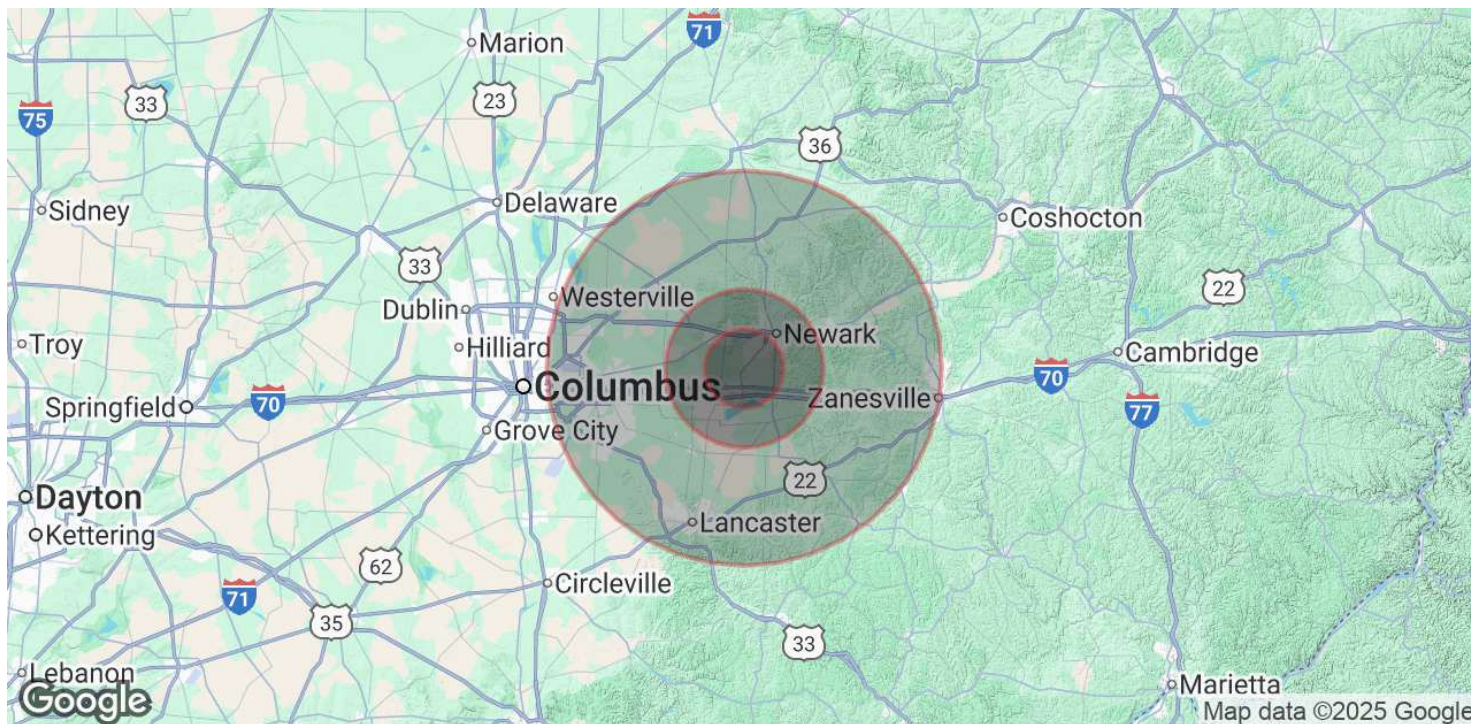 71
Marion
33
23
75
36
Sidney
Delaware
Coshocton
33
22
Westerville
Dublin
Newark
Troy
Hilliard
Cambridge
Columbus
70
Springfield
70
Zanesville
77
Grove City
22
Dayton
Lancaster
Kettering
62
Circleville
71
35
33
Lebanon
Marietta
Google
Map data ©2025 Google